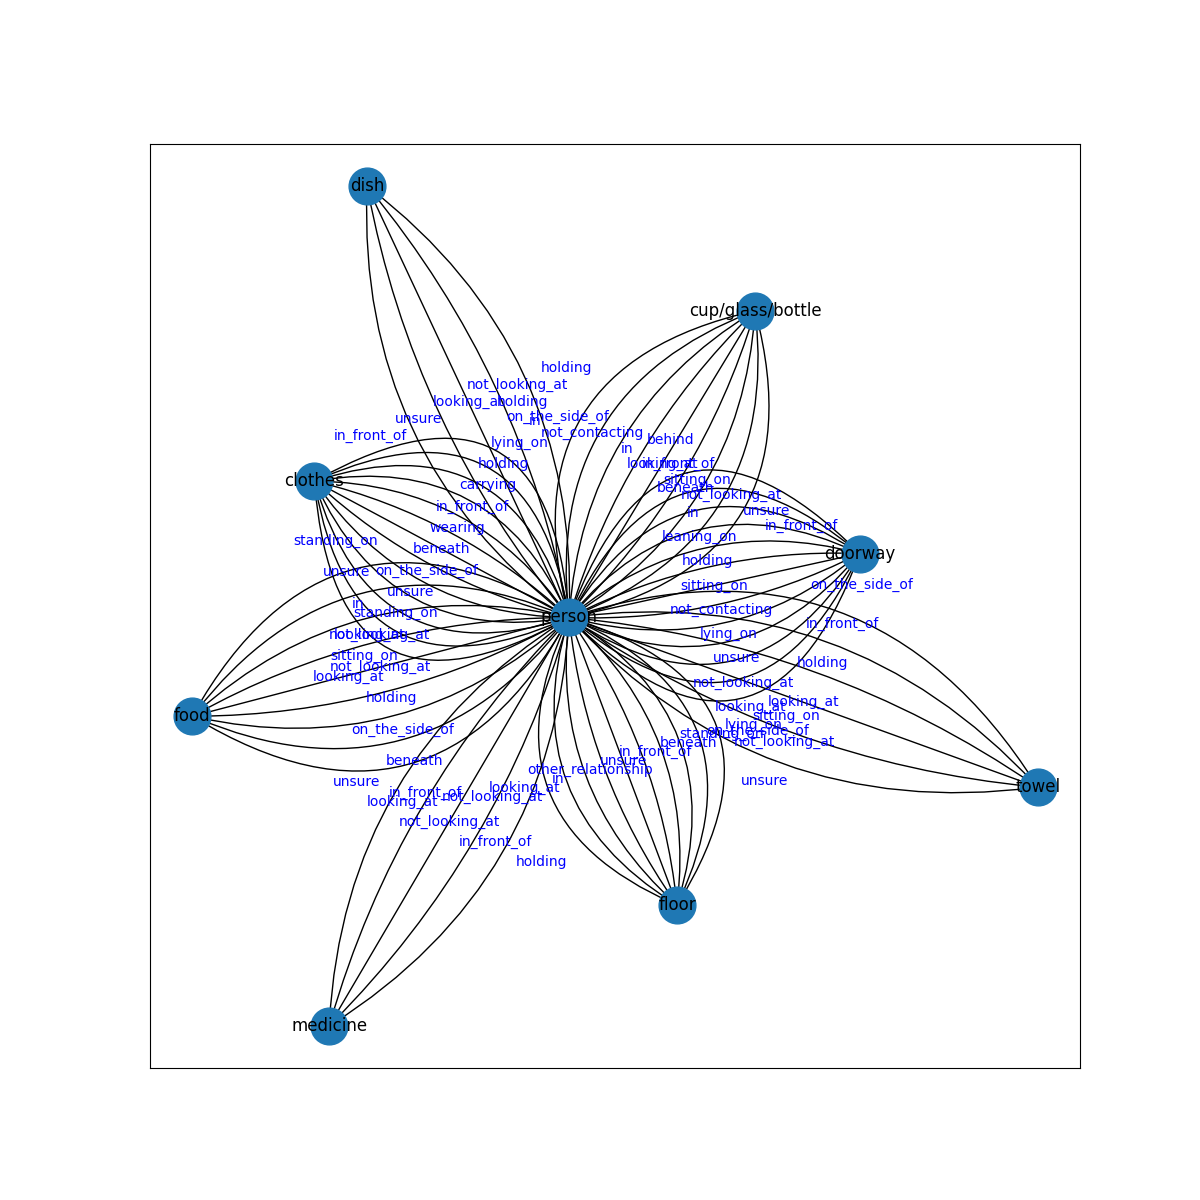 dish
cup/glass/bottle
holding
not_looking_at
looking_at
holding
on_the_side_of
unsure
in
not_contacting
in_front_of
behind
lying_on
in
holding
looking_at
in_front_of
clothes
sitting_on
carrying
beneath
not_looking_at
in_front_of
in
unsure
wearing
in_front_of
leaning_on
standing_on
beneath
doorway
holding
unsure
on_the_side_of
sitting_on
on_the_side_of
unsure
in
standing_on
not_contacting
person
in_front_of
looking_at
not_looking_at
lying_on
sitting_on
unsure
not_looking_at
holding
looking_at
not_looking_at
holding
looking_at
looking_at
food
sitting_on
lying_on
on_the_side_of
on_the_side_of
standing_on
beneath
not_looking_at
in_front_of
beneath
unsure
other_relationship
unsure
in
unsure
looking_at
towel
in_front_of
not_looking_at
looking_at
not_looking_at
in_front_of
holding
floor
medicine